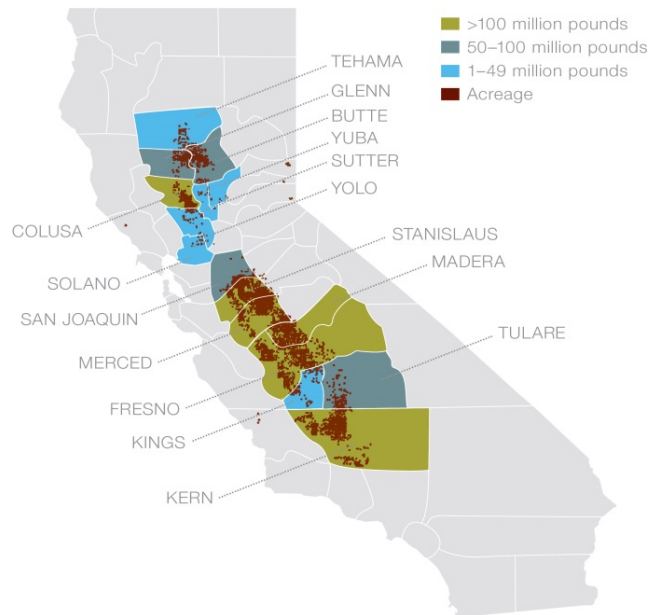 >100 million pounds
50–100 million pounds
1–49 million pounds
Acreage
TEHAMA
GLENN
BUTTE
YUBA
SUTTER
YOLO
COLUSA
STANISLAUS
MADERA
SOLANO
SAN JOAQUIN
TULARE
MERCED
FRESNO
KINGS
KERN